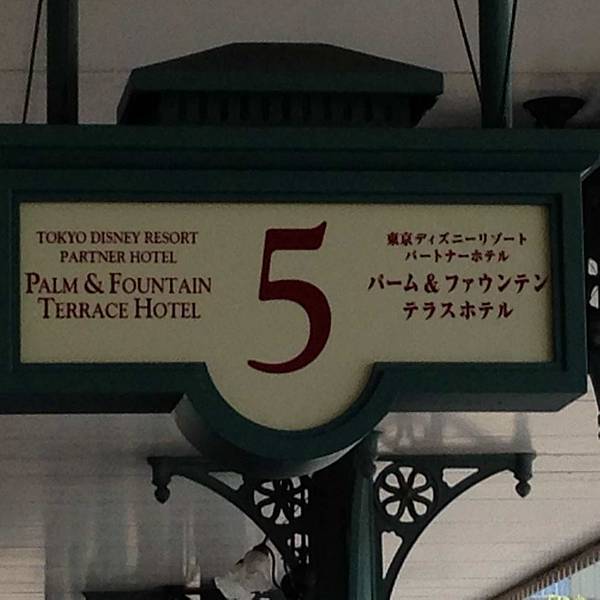 TOKYO DISNEY RESORT
PARTNER HOTEL
PALM & FOUNTAIN
TERRACE HOTEL
5
東京ディズニーリゾート
パートナーホテル
パーム&ファウンテン
テラスホテル